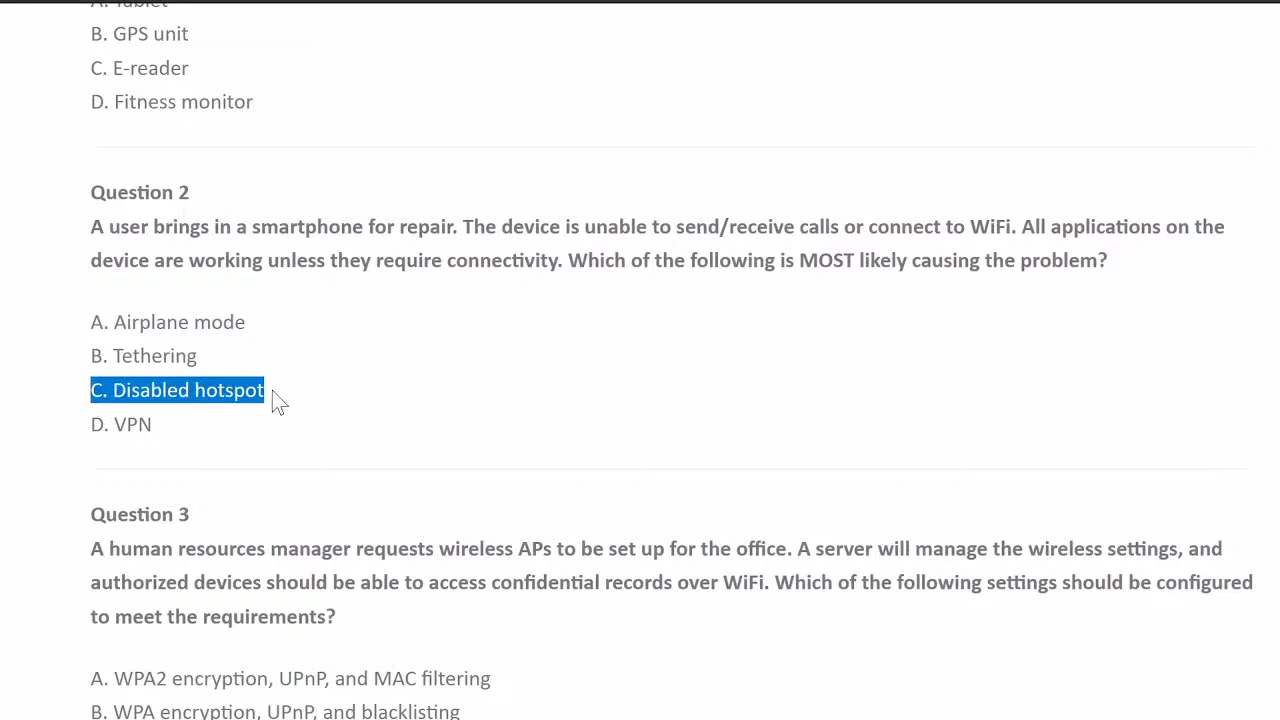 A. Tablet
B. GPS unit
C. E-reader
D. Fitness monitor
Question 2
A user brings in a smartphone for repair. The device is unable to send/receive calls or connect to WiFi. All applications on the
device are working unless they require connectivity. Which of the following is MOST likely causing the problem?
A. Airplane mode
B. Tethering
C. Disabled hotspot
D. VPN
Question 3
A human resources manager requests wireless APs to be set up for the office. A server will manage the wireless settings, and
authorized devices should be able to access confidential records over WiFi. Which of the following settings should be configured
to meet the requirements?
A. WPA2 encryption, UPnP, and MAC filtering
B. WPA encryption, UPnP, and blacklisting